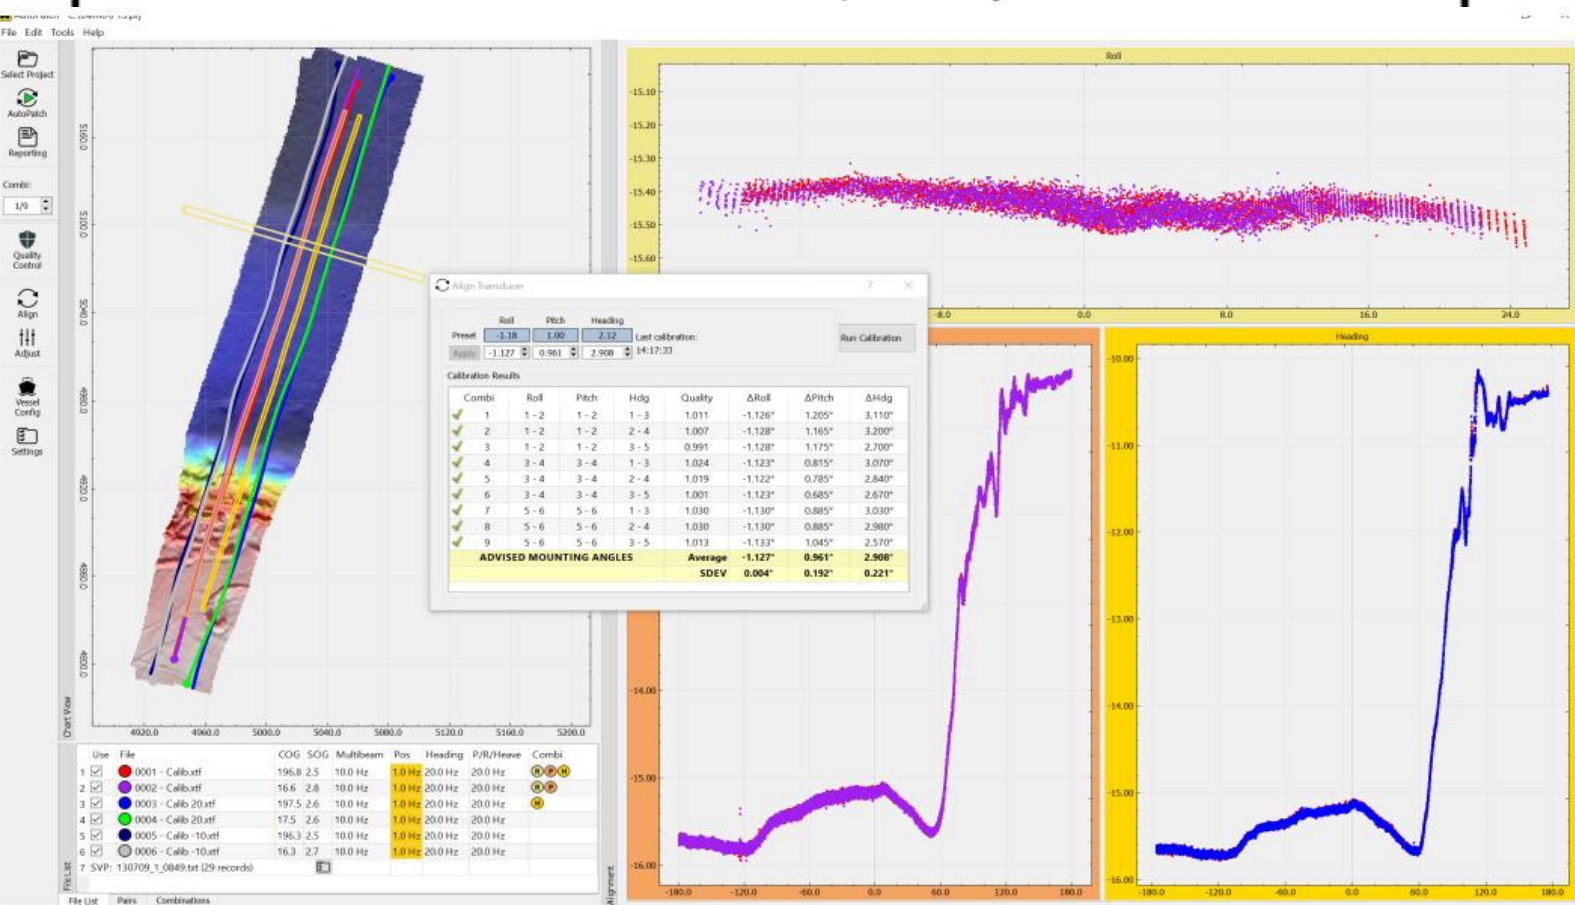 File Edit Tools Help
Select Project
AutoPatch
Reporting
Combi:
1/9
Quality
Control
Align
Adjust
Vessel
Config
Settings
5160.0
5200.0
5040.0
4960.0
4920.0
4860.0
4800.0
4920.0 4960.0 5000.0 5040.0 5080.0 5120.0 5160.0 5200.0
Chart View
Use File COG SOG Multibeam Pos Heading P/R/Heave Combi
1 0001 - Calib.xtf 196.8 2.5 10.0 Hz 1.0 Hz 20.0 Hz 20.0 Hz R P H
2 0002 - Calib.xtf 16.6 2.8 10.0 Hz 1.0 Hz 20.0 Hz 20.0 Hz R P
3 0003 - Calib 20.xtf 197.5 2.6 10.0 Hz 1.0 Hz 20.0 Hz 20.0 Hz H
4 0004 - Calib 20.xtf 17.5 2.6 10.0 Hz 1.0 Hz 20.0 Hz 20.0 Hz
5 0005 - Calib -10.xtf 196.3 2.5 10.0 Hz 1.0 Hz 20.0 Hz 20.0 Hz
6 0006 - Calib -10.xtf 16.3 2.7 10.0 Hz 1.0 Hz 20.0 Hz 20.0 Hz
7 SVP: 130709_1_0849.txt (29 records)
File List
File List Pairs Combinations
Alignment
Roll
-15.10
-15.20
-15.30
-15.40
-15.50
-15.60
-8.0 0.0 8.0 16.0 24.0
Align Transducer ? ×
Roll Pitch Heading
Preset -1.18 1.00 2.12 Last calibration:
Apply -1.127 0.961 2.908 14:17:33
Run Calibration
Calibration Results
Combi Roll Pitch Hdg Quality ΔRoll ΔPitch ΔHdg
1 1 - 2 1 - 2 1 - 3 1.011 -1.126° 1.205° 3.110°
2 1 - 2 1 - 2 2 - 4 1.007 -1.128° 1.165° 3.200°
3 1 - 2 1 - 2 3 - 5 0.991 -1.128° 1.175° 2.700°
4 3 - 4 3 - 4 1 - 3 1.024 -1.123° 0.815° 3.070°
5 3 - 4 3 - 4 2 - 4 1.019 -1.122° 0.785° 2.840°
6 3 - 4 3 - 4 3 - 5 1.001 -1.123° 0.685° 2.670°
7 5 - 6 5 - 6 1 - 3 1.030 -1.130° 0.885° 3.030°
8 5 - 6 5 - 6 2 - 4 1.030 -1.130° 0.885° 2.980°
9 5 - 6 5 - 6 3 - 5 1.013 -1.133° 1.045° 2.570°
ADVISED MOUNTING ANGLES Average -1.127° 0.961° 2.908°
SDEV 0.004° 0.192° 0.221°
-14.00
-15.00
-16.00
-180.0 -120.0 -60.0 0.0 60.0 120.0 180.0
Heading
-10.00
-11.00
-12.00
-13.00
-14.00
-15.00
-16.00
-180.0 -120.0 -60.0 0.0 60.0 120.0 180.0